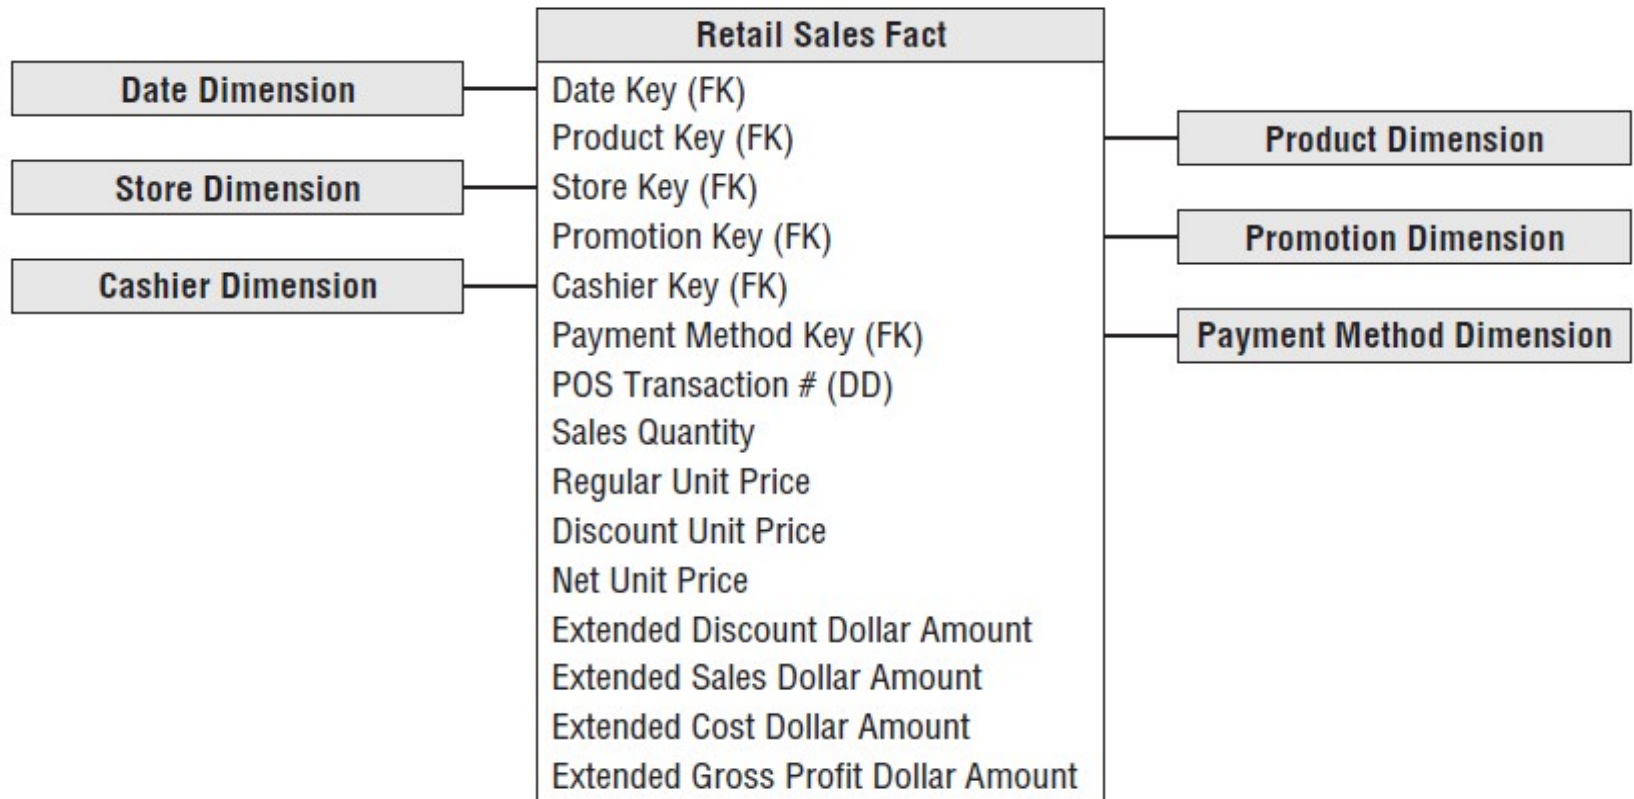 Retail Sales Fact
Date Dimension
Store Dimension
Cashier Dimension
Date Key (FK)
Product Key (FK)
Store Key (FK)
Promotion Key (FK)
Cashier Key (FK)
Payment Method Key (FK)
POS Transaction # (DD)
Sales Quantity
Regular Unit Price
Discount Unit Price
Net Unit Price
Extended Discount Dollar Amount
Extended Sales Dollar Amount
Extended Cost Dollar Amount
Extended Gross Profit Dollar Amount
Product Dimension
Promotion Dimension
Payment Method Dimension